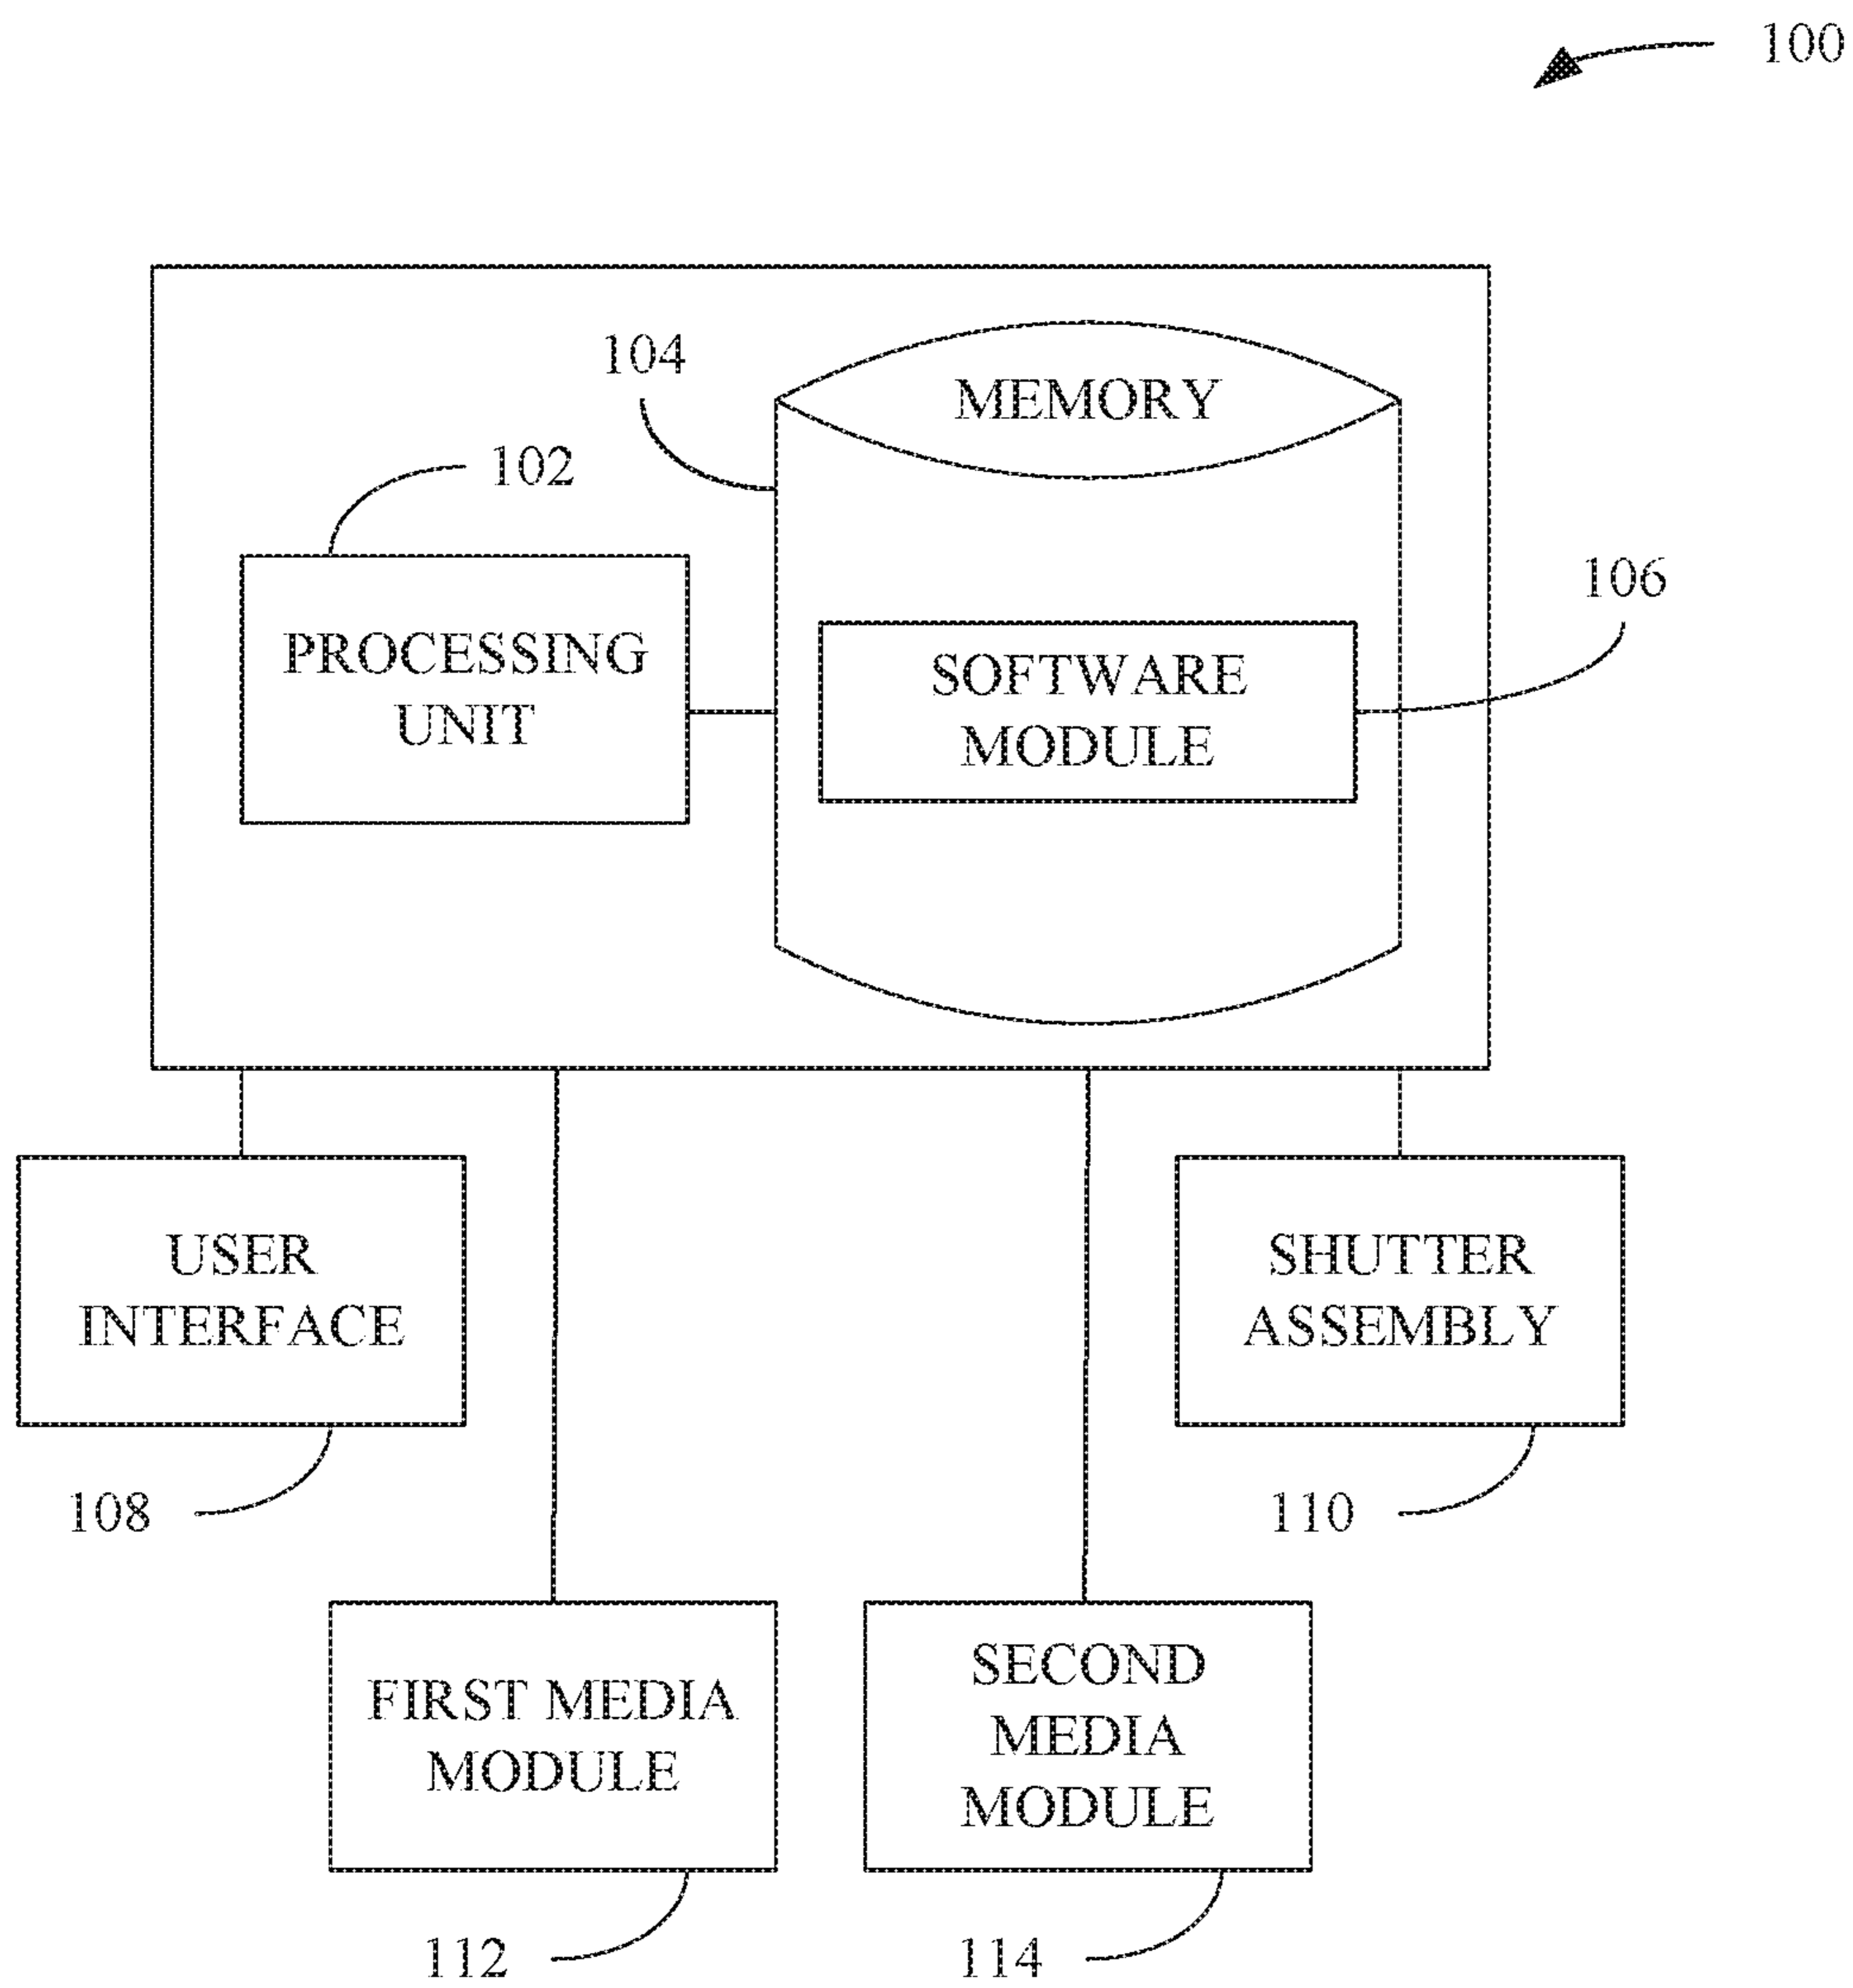 100
104
MEMORY
102
106
PROCESSING
UNIT
SOFTWARE
MODULE
USER
INTERFACE
SHUTTER
ASSEMBLY
108
110
FIRST MEDIA
MODULE
SECOND
MEDIA
MODULE
112
114